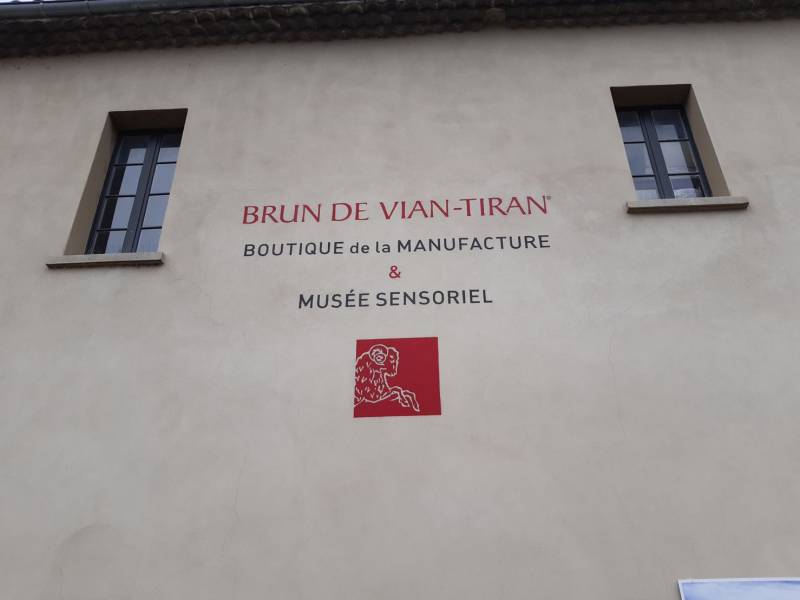 BRUN DE VIAN-TIRAN®
BOUTIQUE de la MANUFACTURE
&
MUSÉE SENSORIEL